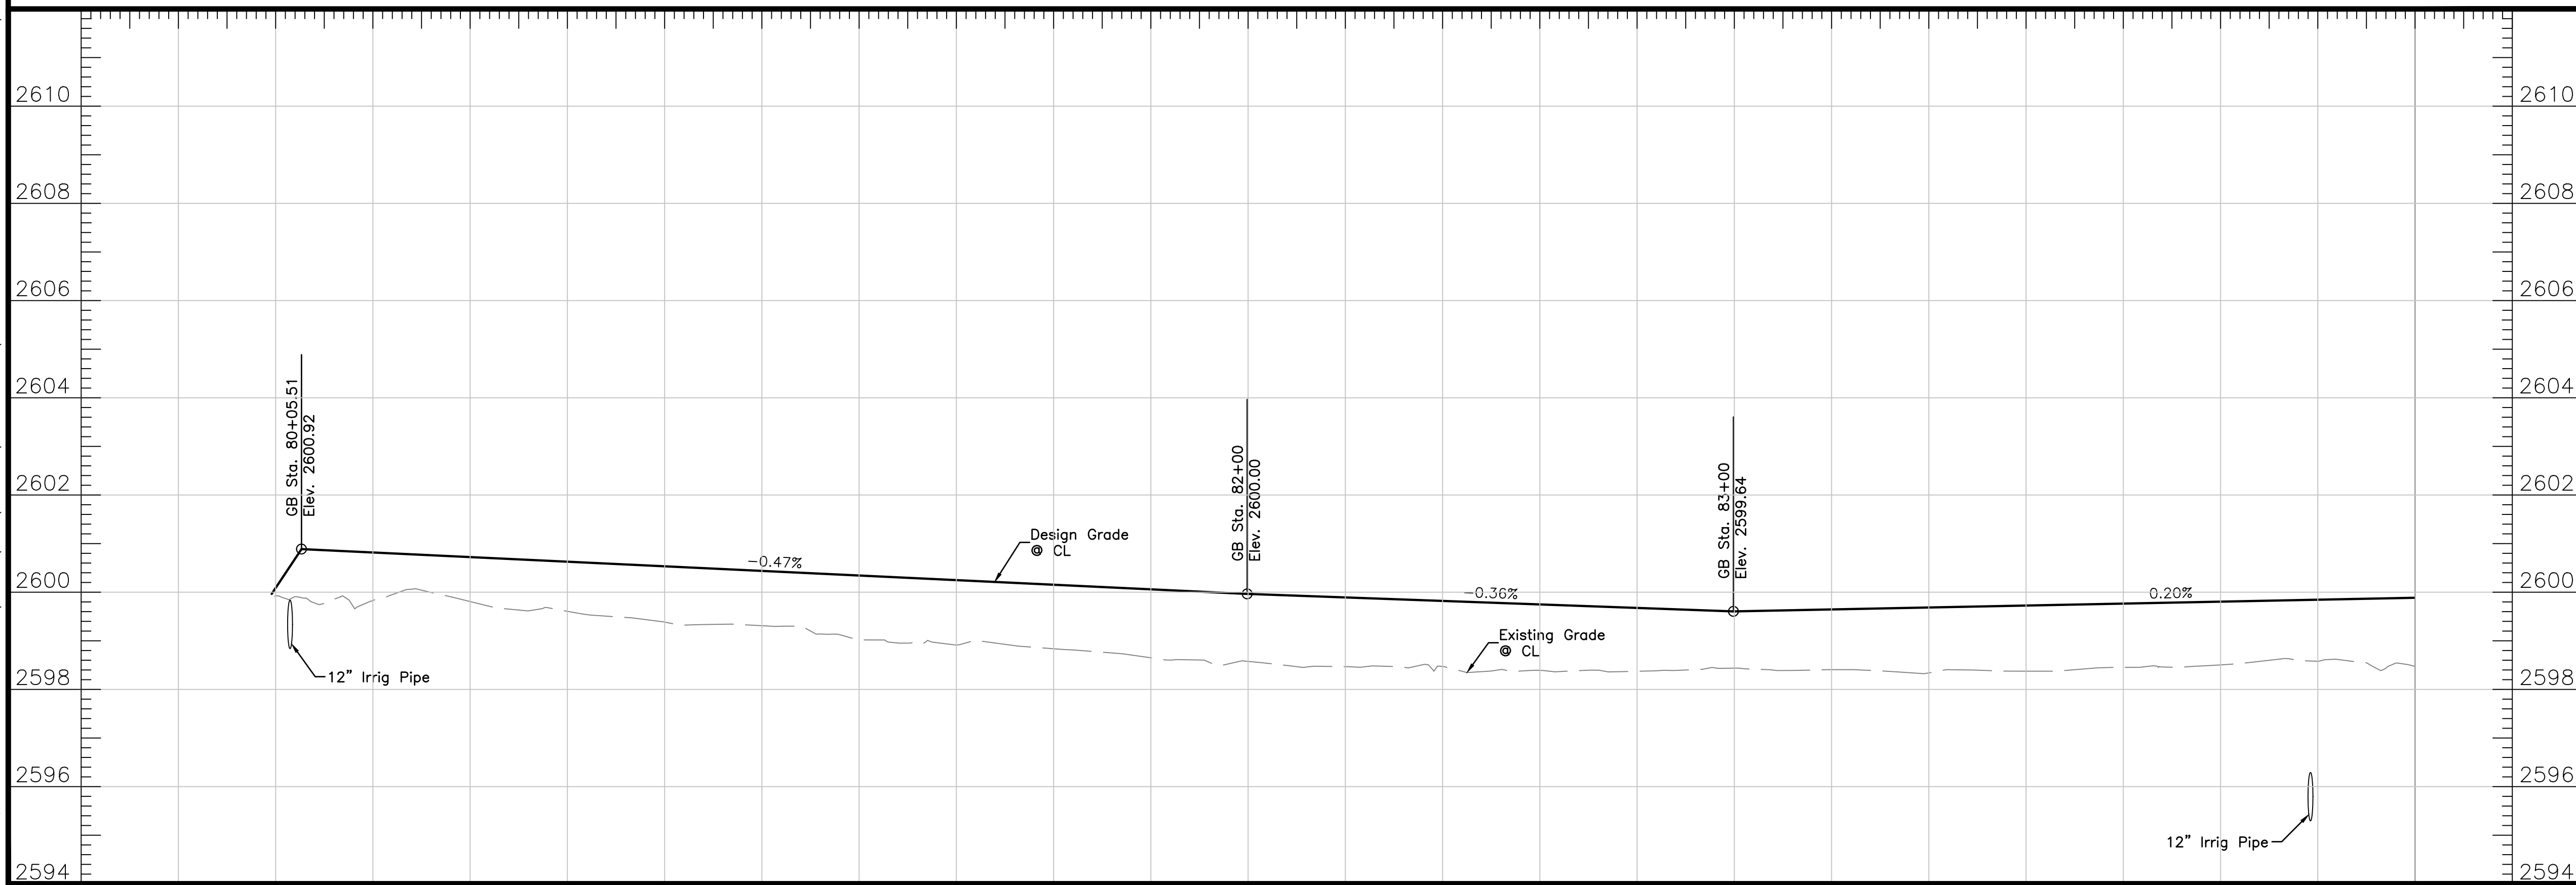 2610
2610
2608
2608
2606
2606
2604
2604
2602
2602
2600
2600
2598
2598
2596
2596
2594
2594
GB Sta. 80+05.51
Elev. 2600.92
-0.47%
Design Grade
@ CL
GB Sta. 82+00
Elev. 2600.00
-0.36%
Existing Grade
@ CL
GB Sta. 83+00
Elev. 2599.64
0.20%
12" Irrig Pipe
12" Irrig Pipe